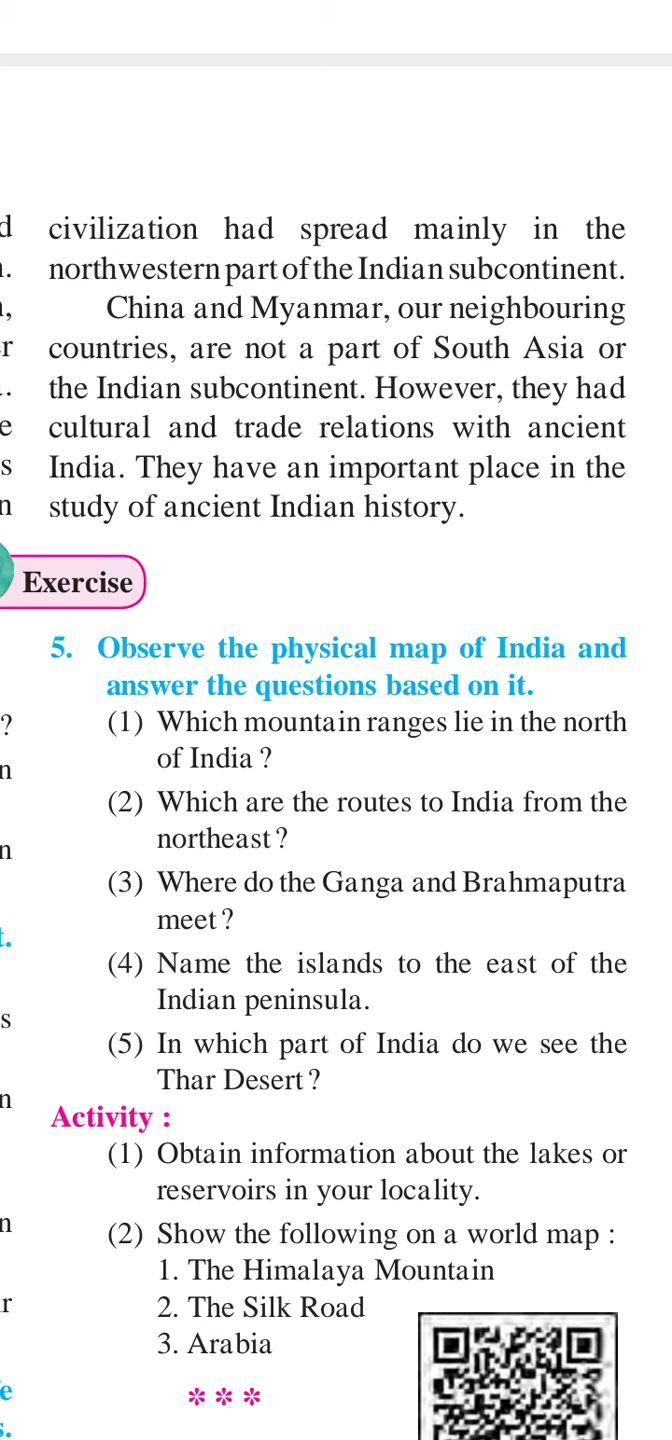 civilization had spread mainly in the
northwestern part of the Indian subcontinent.
China and Myanmar, our neighbouring
countries, are not a part of South Asia or
the Indian subcontinent. However, they had
cultural and trade relations with ancient
India. They have an important place in the
study of ancient Indian history.
Exercise
5. Observe the physical map of India and
answer the questions based on it.
(1) Which mountain ranges lie in the north
of India ?
(2) Which are the routes to India from the
northeast ?
(3) Where do the Ganga and Brahmaputra
meet ?
(4) Name the islands to the east of the
Indian peninsula.
(5) In which part of India do we see the
Thar Desert ?
Activity :
(1) Obtain information about the lakes or
reservoirs in your locality.
(2) Show the following on a world map :
1. The Himalaya Mountain
2. The Silk Road
3. Arabia
* * *